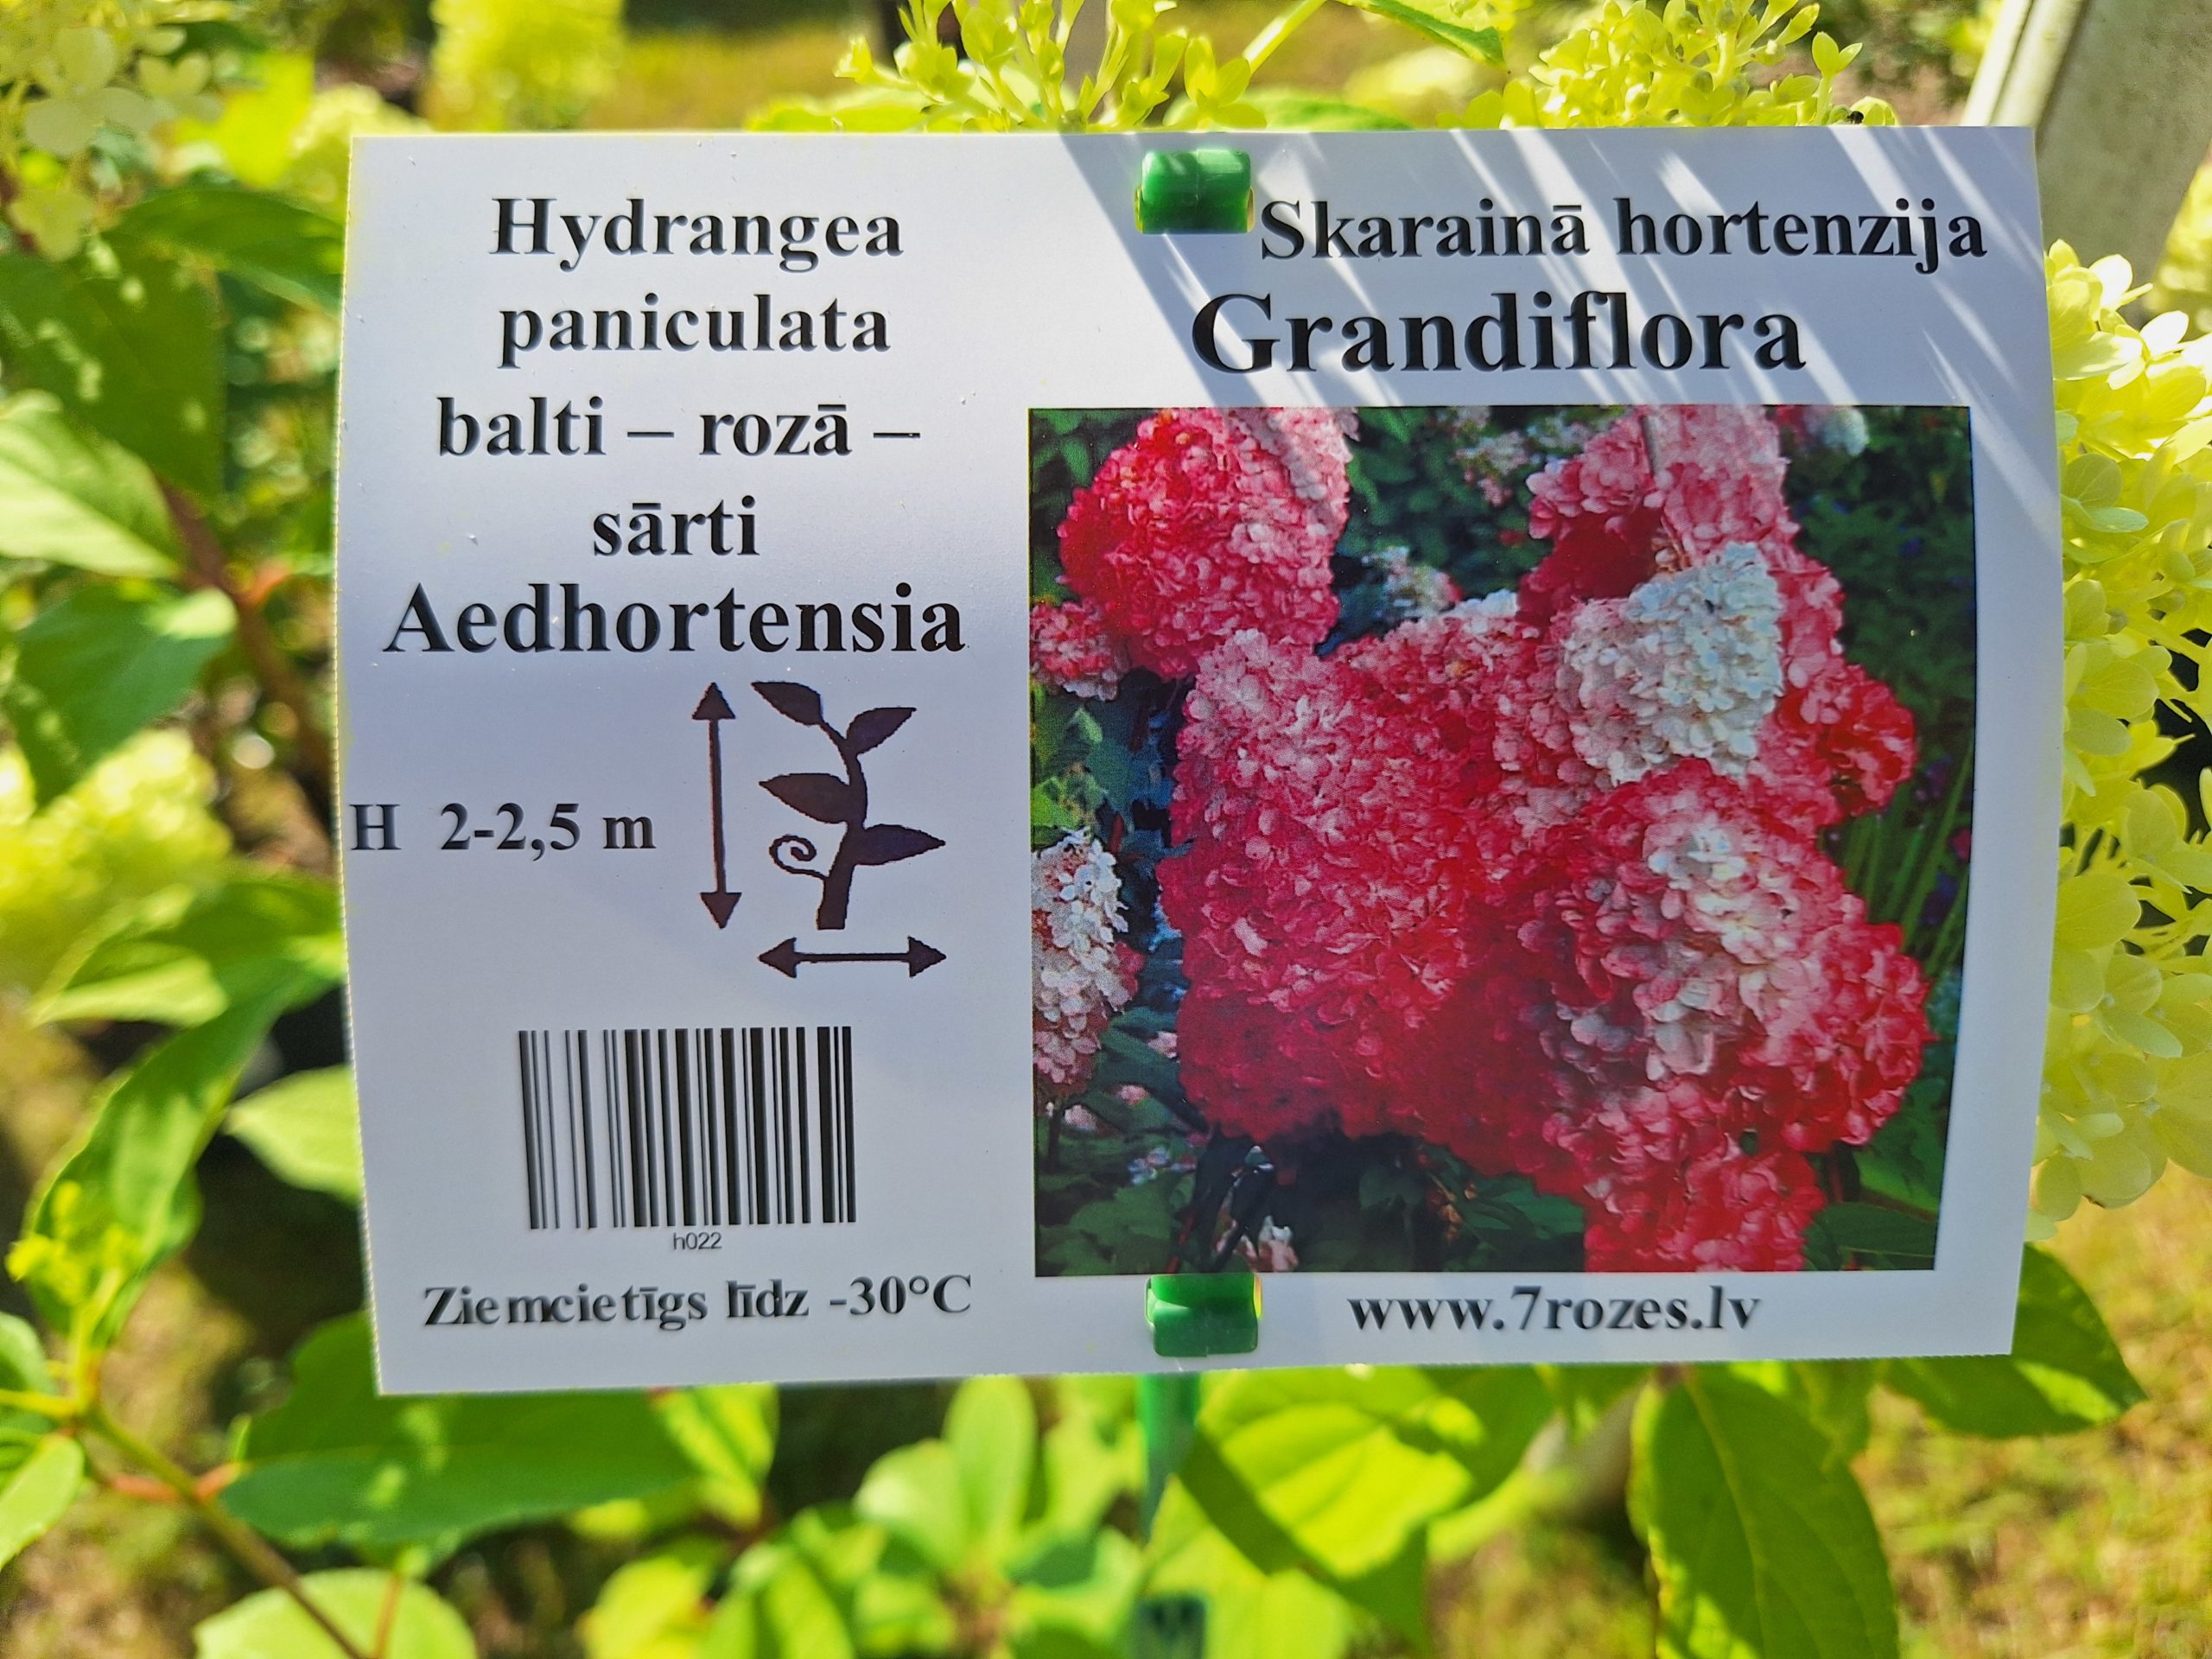 Hydrangea
paniculata
balti – rozā –
sārti
Aedhortensia
H 2-2,5 m
h022
Ziemcietīgs līdz -30°C
Skarainā hortenzija
Grandiflora
www.7rozes.lv